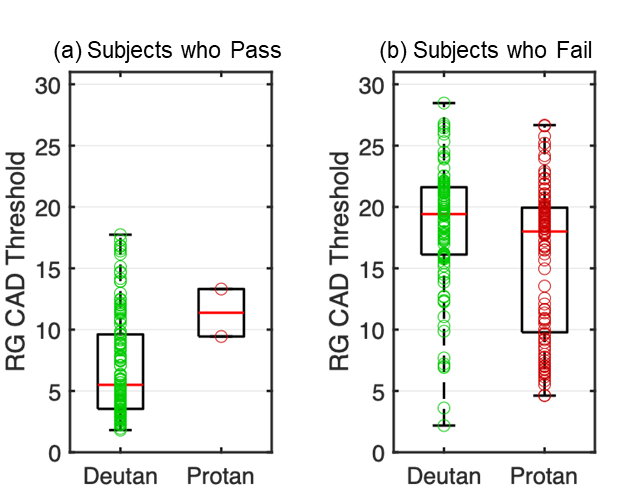 (a) Subjects who Pass
RG CAD Threshold
30
25
20
15
10
5
0
Deutan Protan
(b) Subjects who Fail
RG CAD Threshold
30
25
20
15
10
5
0
Deutan Protan